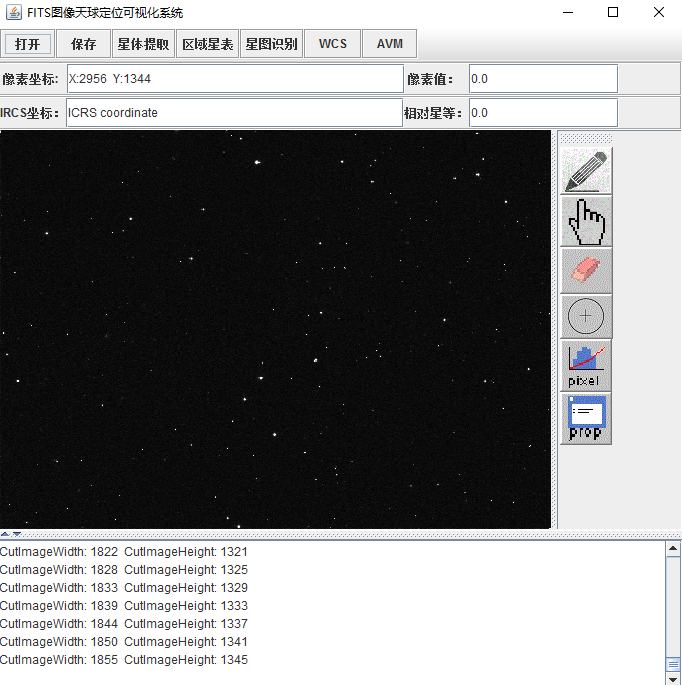 FITS图像天球定位可视化系统
打开 保存 星体提取 区域星表 星图识别 WCS AVM
像素坐标: X:2956 Y:1344 像素值: 0.0
IRCS坐标: ICRS coordinate 相对星等: 0.0
pixel
prop
CutImageWidth: 1822 CutImageHeight: 1321
CutImageWidth: 1828 CutImageHeight: 1325
CutImageWidth: 1833 CutImageHeight: 1329
CutImageWidth: 1839 CutImageHeight: 1333
CutImageWidth: 1844 CutImageHeight: 1337
CutImageWidth: 1850 CutImageHeight: 1341
CutImageWidth: 1855 CutImageHeight: 1345